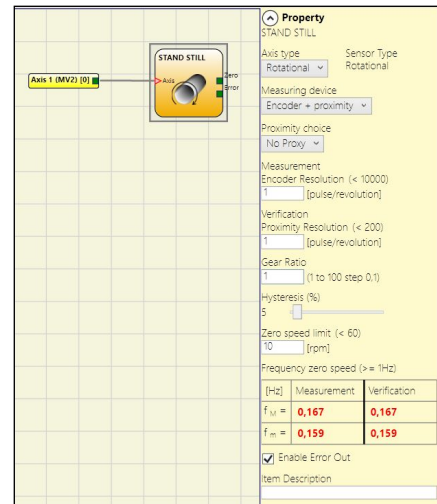 Property
STAND STILL
Axis type Sensor Type
Rotational Rotational
Measuring device
Encoder + proximity
Proximity choice
No Proxy
Measurement
Encoder Resolution (< 10000)
1 [pulse/revolution]
Verification
Proximity Resolution (< 200)
1 [pulse/revolution]
Gear Ratio
1 (1 to 100 step 0,1)
Hysteresis (%)
5
Zero speed limit (< 60)
10 [rpm]
Frequency zero speed (>= 1Hz)
[Hz] Measurement Verification
f M = 0,167 0,167
f m = 0,159 0,159
Enable Error Out
Item Description
STAND STILL
Axis 1 (MV2) [0]
Axis
Zero
Error